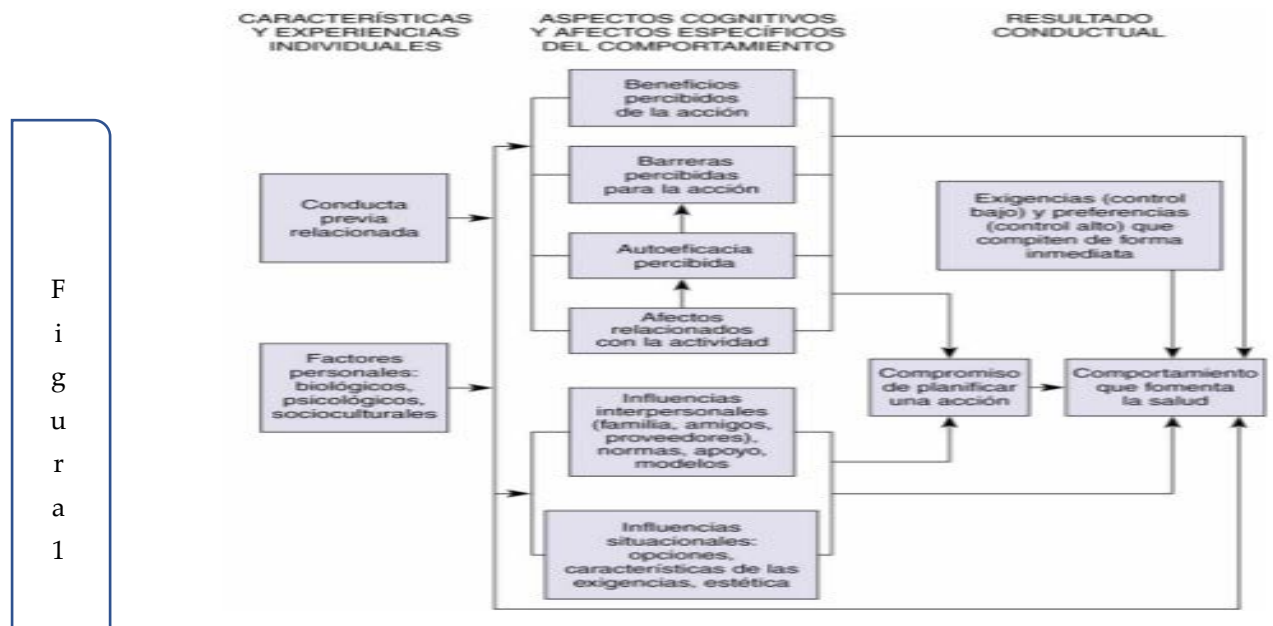 CARACTERÍSTICAS
Y EXPERIENCIAS
INDIVIDUALES
ASPECTOS COGNITIVOS
Y AFECTOS ESPECÍFICOS
DEL COMPORTAMIENTO
RESULTADO
CONDUCTUAL
Beneficios
percibidos
de la acción
Barreras
percibidas
para la acción
Conducta
previa
relacionada
Exigencias (control
bajo) y preferencias
(control alto) que
compiten de forma
inmediata
Autoeficacia
percibida
Afectos
relacionados
con la actividad
Factores
personales:
biológicos,
psicológicos,
socioculturales
Compromiso
de planificar
una acción
Comportamiento
que fomenta
la salud
Influencias
interpersonales
(familia, amigos,
proveedores),
normas, apoyo,
modelos
Influencias
situacionales:
opciones,
características de las
exigencias, estética
F
i
g
u
r
a
1